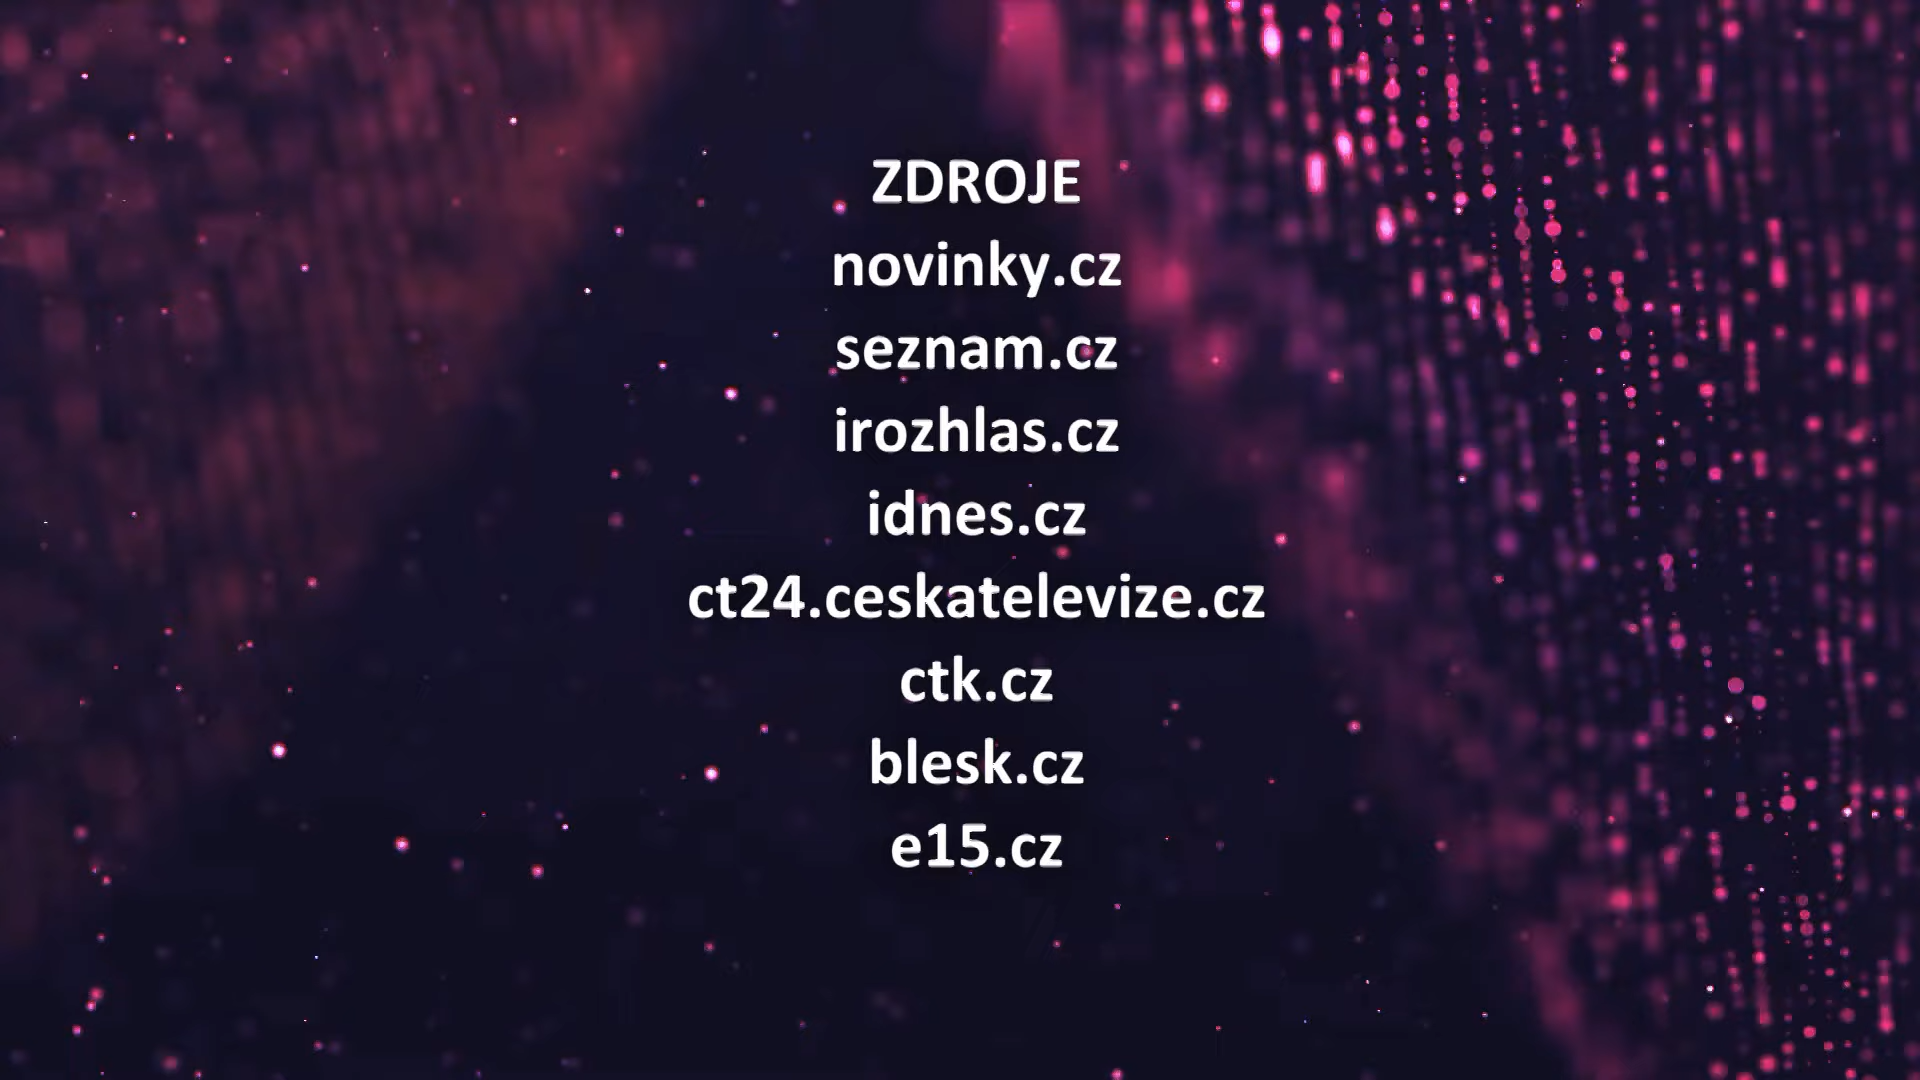 ZDROJE
novinky.cz
seznam.cz
irozhlas.cz
idnes.cz
ct24.ceskatelevize.cz
ctk.cz
blesk.cz
e15.cz